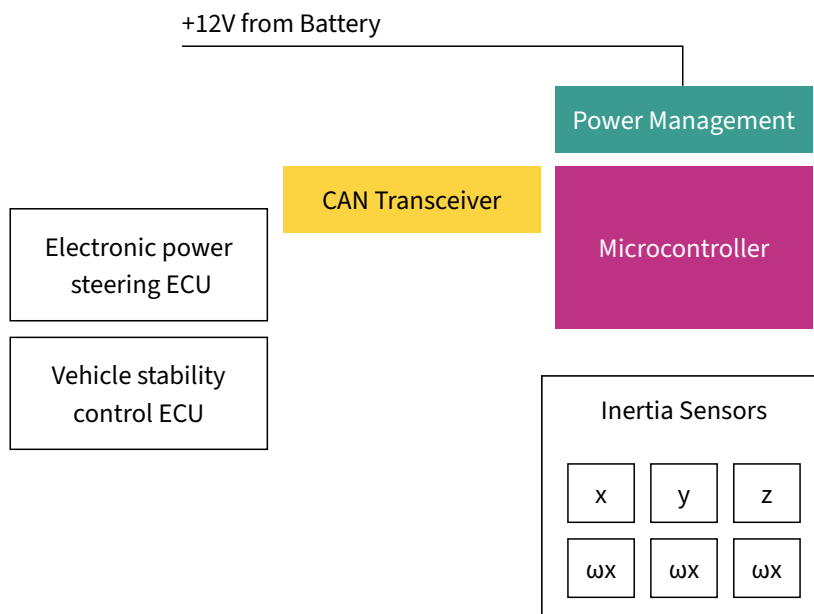 +12V from Battery
Power Management
CAN Transceiver
Microcontroller
Electronic power
steering ECU
Vehicle stability
control ECU
Inertia Sensors
x y z
ωx ωx ωx